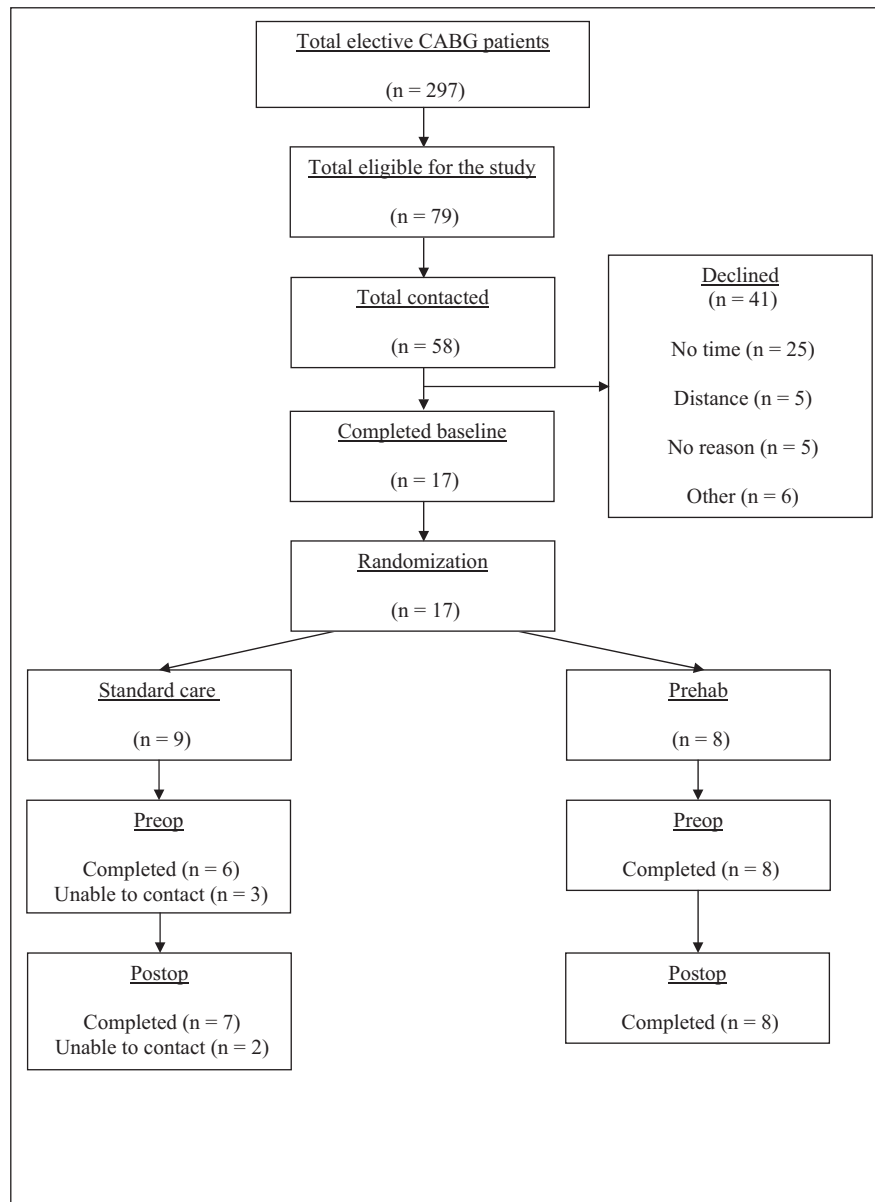 Total elective CABG patients
(n = 297)
Total eligible for the study
(n = 79)
Total contacted
(n = 58)
Declined
(n = 41)
No time (n = 25)
Distance (n = 5)
No reason (n = 5)
Other (n = 6)
Completed baseline
(n = 17)
Randomization
(n = 17)
Standard care
(n = 9)
Prehab
(n = 8)
Preop
Completed (n = 6)
Unable to contact (n = 3)
Preop
Completed (n = 8)
Postop
Completed (n = 7)
Unable to contact (n = 2)
Postop
Completed (n = 8)